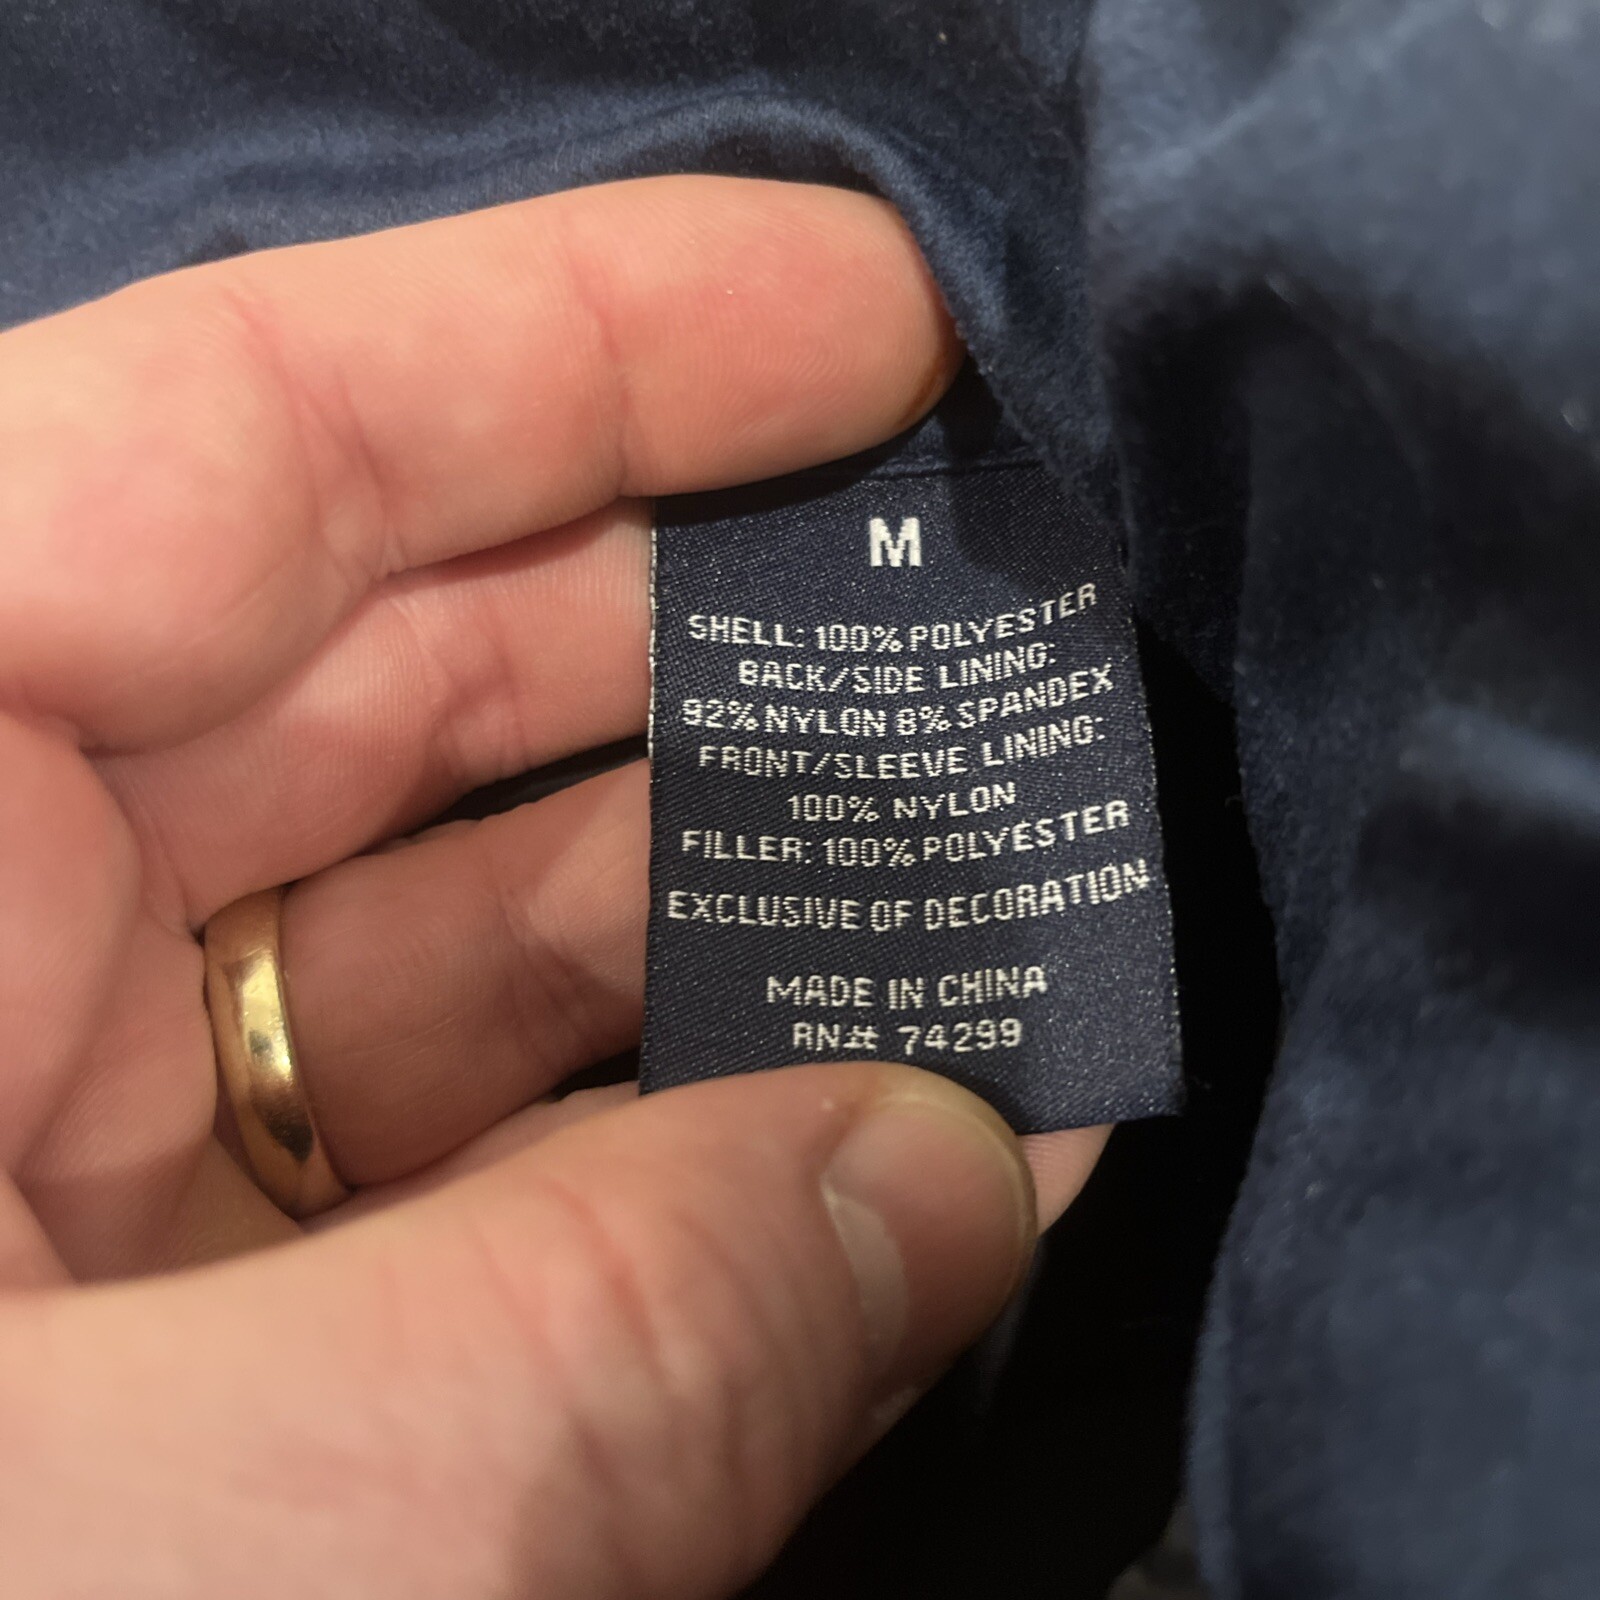 M
SHELL: 100% POLYESTER
BACK/SIDE LINING:
92% NYLON 8% SPANDEX
FRONT/SLEEVE LINING:
100% NYLON
FILLER: 100% POLYESTER
EXCLUSIVE OF DECORATION
MADE IN CHINA
RN# 74299